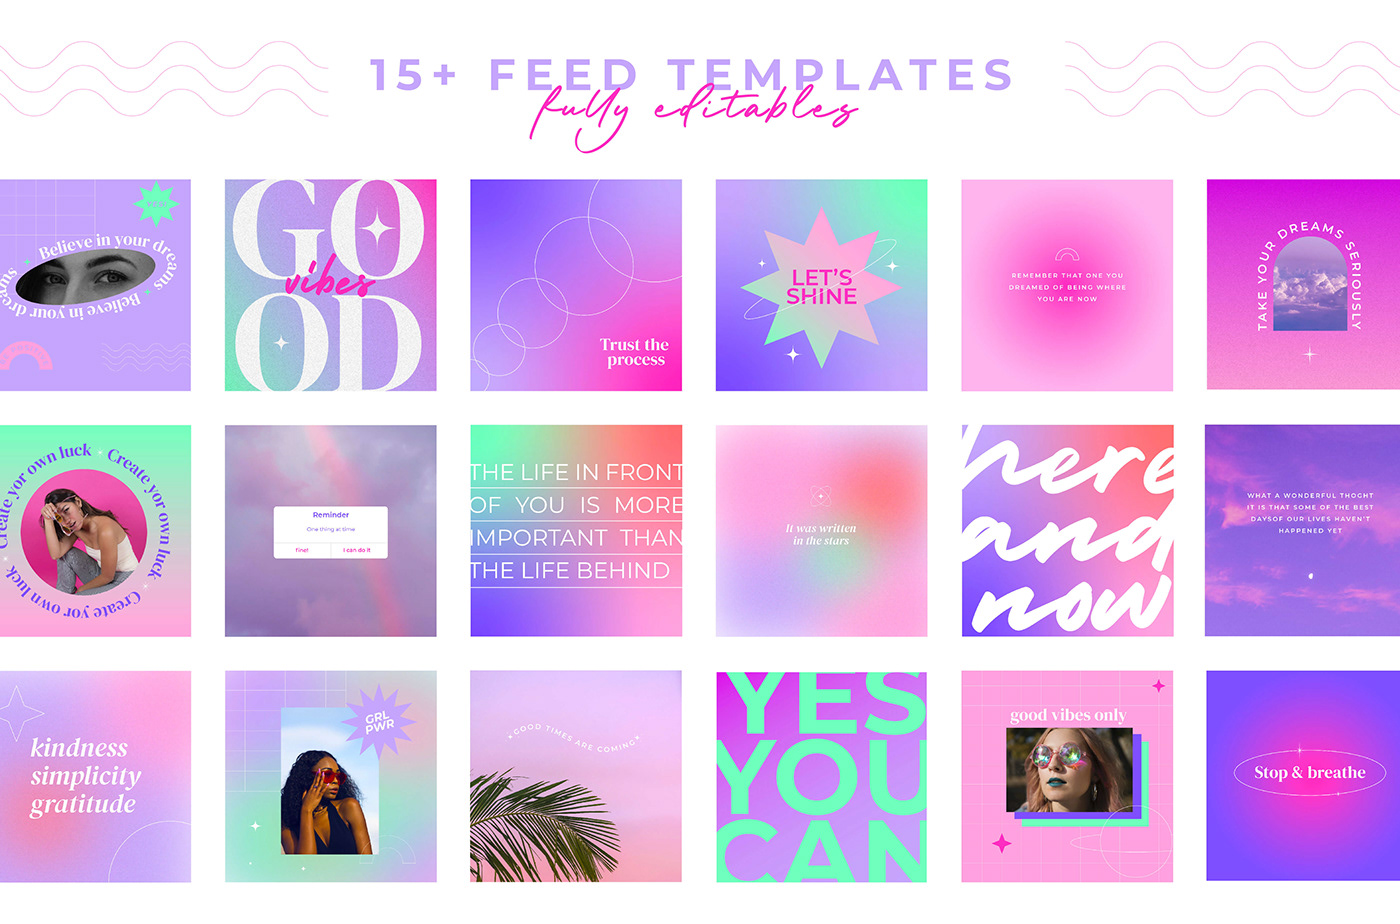 15+ FEED TEMPLATES
fully editables
Believe in your dreams
Believe in your dreams
GO
vibes
OD
Trust the
process
LET'S
SHINE
REMEMBER THAT ONE YOU
DREAMED OF BEING WHERE
YOU ARE NOW
TAKE YOUR DREAMS SERIOUSLY
Create yor own luck
Create yor own luck
Create yor own luck
Reminder
One thing at time
fine!
I can do it
THE LIFE IN FRONT
OF YOU IS MORE
IMPORTANT THAN
THE LIFE BEHIND
It was written
in the stars
here
and
now
WHAT A WONDERFUL THOGHT
IT IS THAT SOME OF THE BEST
DAYSOF OUR LIVES HAVEN'T
HAPPENED YET
kindness
simplicity
gratitude
GRL
PWR
GOOD TIMES ARE COMING
YES
YOU
CAN
good vibes only
Stop & breathe